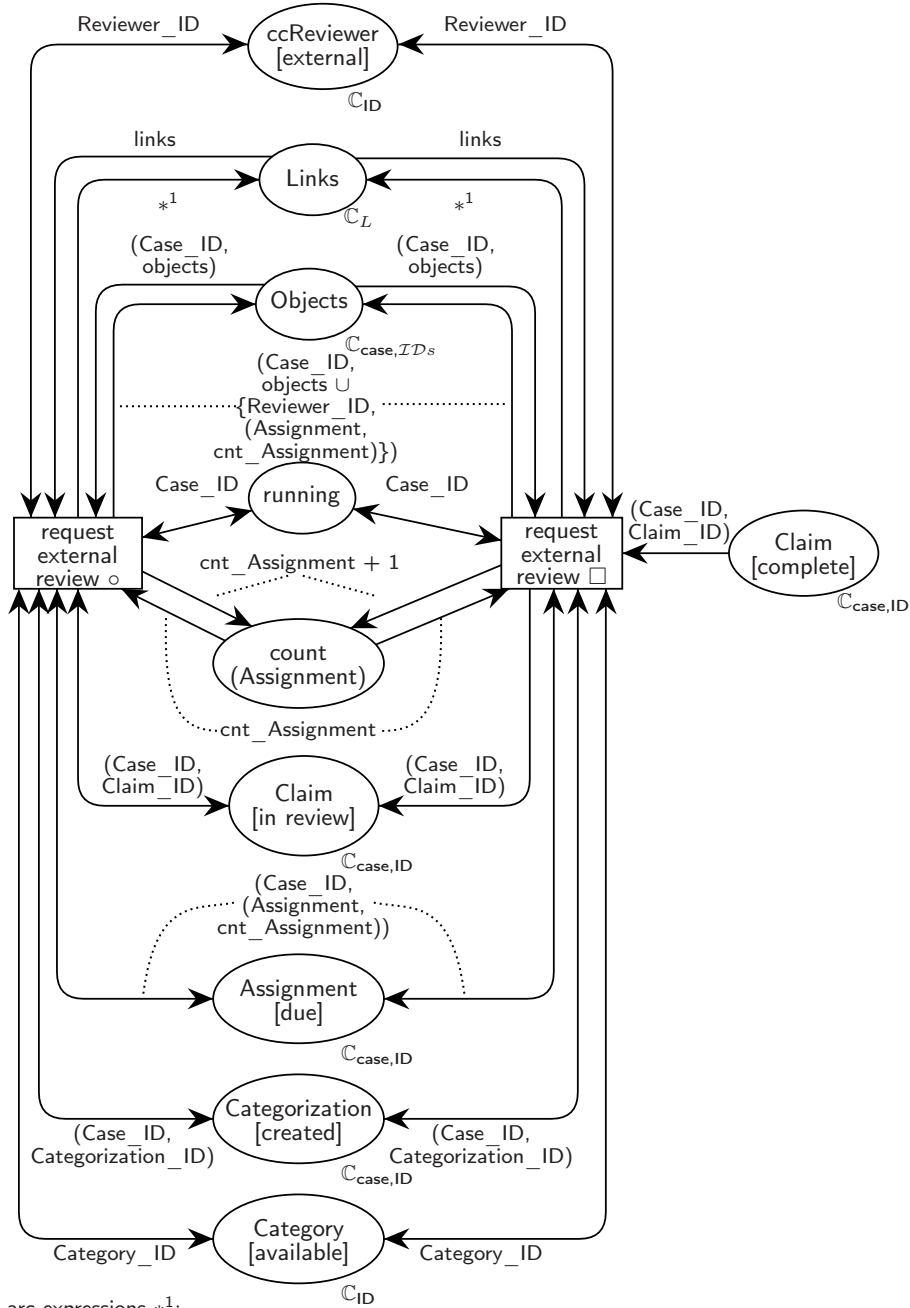 Reviewer_ID
ccReviewer
[external]
Reviewer_ID
ℂ_ID
links
Links
links
*¹
*¹
ℂ_L
(Case_ID,
objects)
(Case_ID,
objects)
Objects
ℂ_case,𝓘𝓓s
(Case_ID,
objects ∪
{Reviewer_ID,
(Assignment,
cnt_Assignment)})
Case_ID
running
Case_ID
request
external
review ○
request
external
review □
(Case_ID,
Claim_ID)
Claim
[complete]
ℂ_case,ID
cnt_Assignment + 1
count
(Assignment)
cnt_Assignment
(Case_ID,
Claim_ID)
Claim
[in review]
(Case_ID,
Claim_ID)
ℂ_case,ID
(Case_ID,
(Assignment,
cnt_Assignment))
Assignment
[due]
ℂ_case,ID
Categorization
[created]
(Case_ID,
Categorization_ID)
(Case_ID,
Categorization_ID)
ℂ_case,ID
Category
[available]
Category_ID
Category_ID
ℂ_ID
arc expressions *¹: